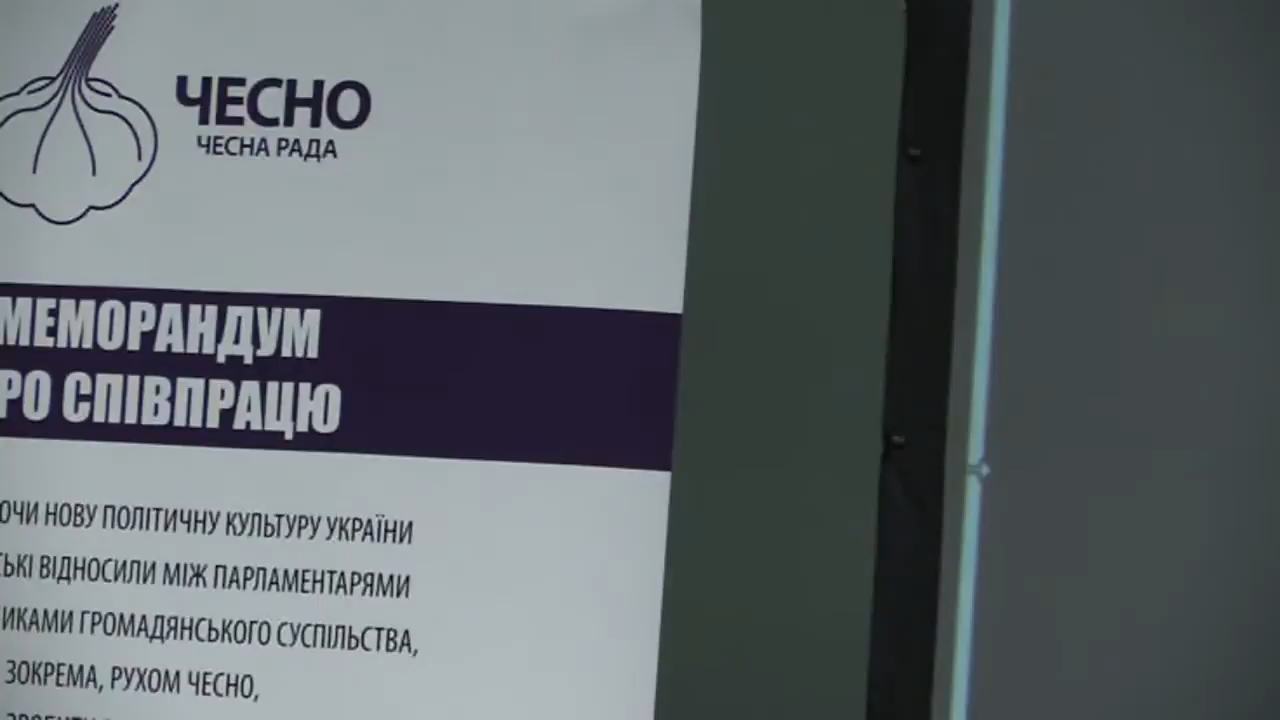 ЧЕСНО
ЧЕСНА РАДА
МЕМОРАНДУМ
РО СПІВПРАЦЮ
ОЧИ НОВУ ПОЛІТИЧНУ КУЛЬТУРУ УКРАЇНИ
ЬКІ ВІДНОСИЛИ МІЖ ПАРЛАМЕНТАРЯМИ
ИКАМИ ГРОМАДЯНСЬКОГО СУСПІЛЬСТВА,
ЗОКРЕМА, РУХОМ ЧЕСНО,